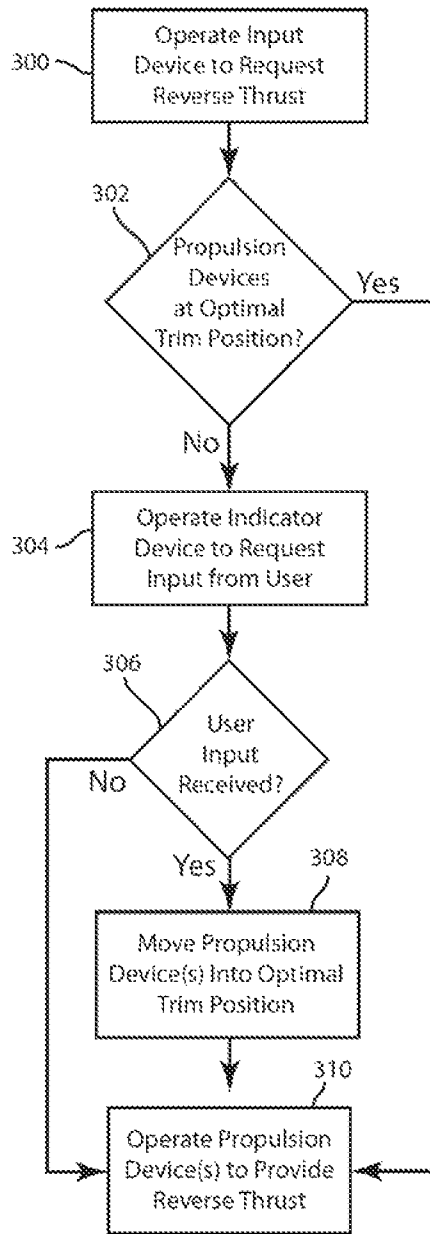 Operate Input
Device to Request
Reverse Thrust
300
302
Propulsion
Devices
at Optimal
Trim Position?
Yes
No
Operate Indicator
Device to Request
Input from User
304
306
User
Input
Received?
No
Yes
308
Move Propulsion
Device(s) Into Optimal
Trim Position
310
Operate Propulsion
Device(s) to Provide
Reverse Thrust